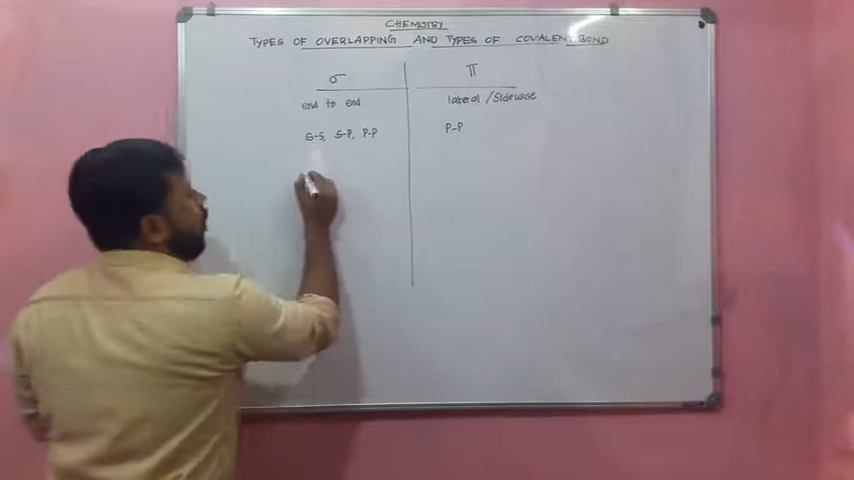 CHEMISTRY
TYPES OF OVERLAPPING AND TYPES OF COVALENT BOND
σ π
end to end lateral / Sidewise
S-S, S-P, P-P P-P